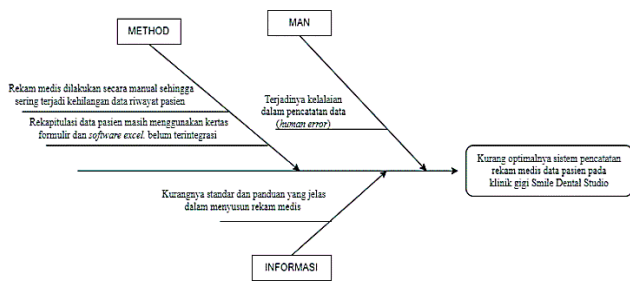 METHOD
MAN
Rekam medis dilakukan secara manual sehingga
sering terjadi kehilangan data riwayat pasien
Rekapitulasi data pasien masih menggunakan kertas
formulir dan software excel. belum terintegrasi
Terjadinya kelalaian
dalam pencatatan data
(human error)
Kurang optimalnya sistem pencatatan
rekam medis data pasien pada
klinik gigi Smile Dental Studio
Kurangnya standar dan panduan yang jelas
dalam menyusun rekam medis
INFORMASI